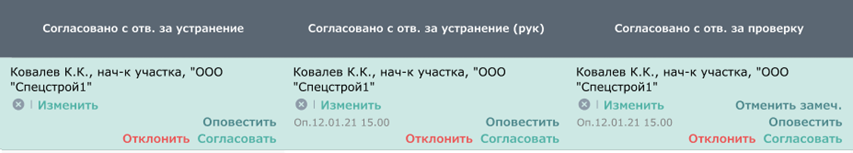 Согласовано с отв. за устранение
Согласовано с отв. за устранение (рук)
Согласовано с отв. за проверку
Ковалев К.К., нач-к участка, "ООО
"Спецстрой1"
Изменить
Оповестить
Отклонить Согласовать
Ковалев К.К., нач-к участка, "ООО
"Спецстрой1"
Изменить
Оп.12.01.21 15.00 Оповестить
Отклонить Согласовать
Ковалев К.К., нач-к участка, "ООО
"Спецстрой1"
Изменить Отменить замеч.
Оп.12.01.21 15.00 Оповестить
Отклонить Согласовать